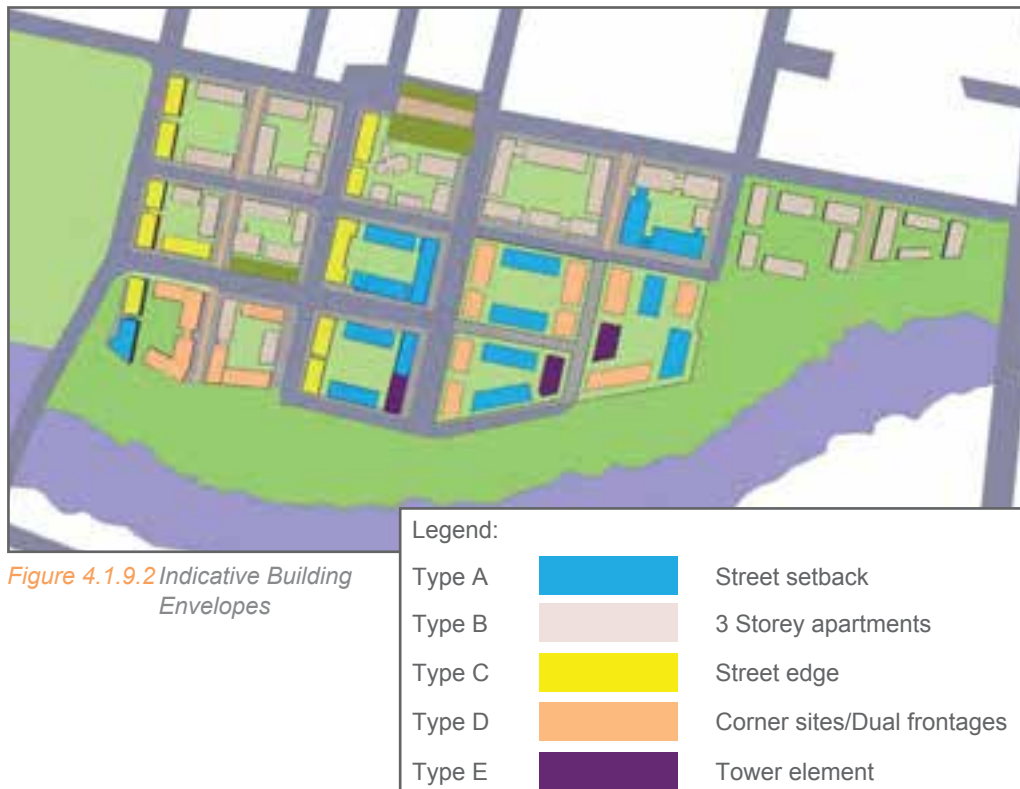 Figure 4.1.9.2 Indicative Building
Envelopes
Legend:
Type A Street setback
Type B 3 Storey apartments
Type C Street edge
Type D Corner sites/Dual frontages
Type E Tower element